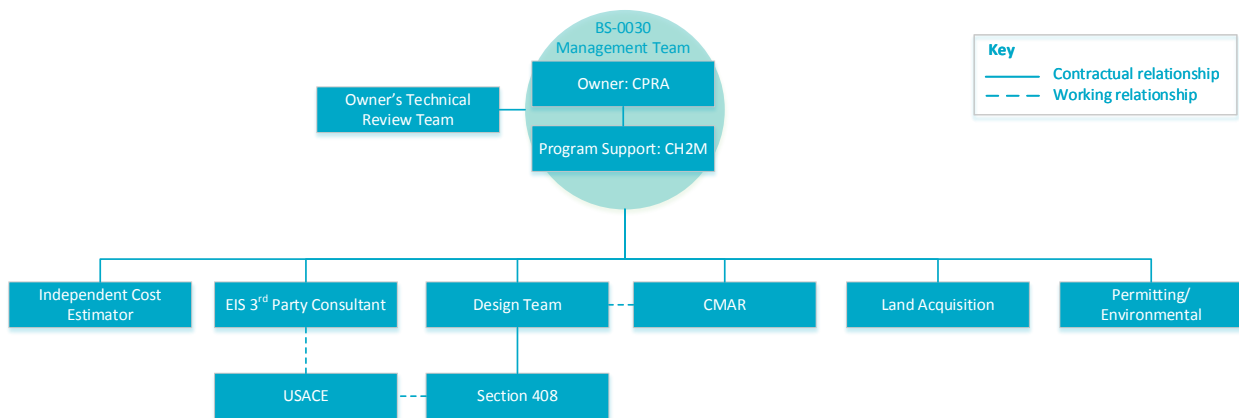 BS-0030
Management Team
Owner: CPRA
Program Support: CH2M
Owner's Technical
Review Team
Key
Contractual relationship
Working relationship
Independent Cost
Estimator
EIS 3rd Party Consultant
Design Team
CMAR
Land Acquisition
Permitting/
Environmental
USACE
Section 408